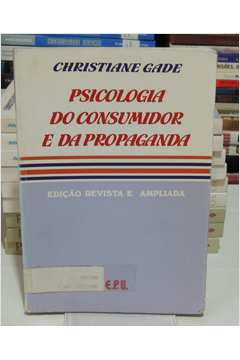 CHRISTIANE GADE
PSICOLOGIA
DO CONSUMIDOR
E DA PROPAGANDA
EDIÇÃO REVISTA E AMPLIADA
E.P.U.